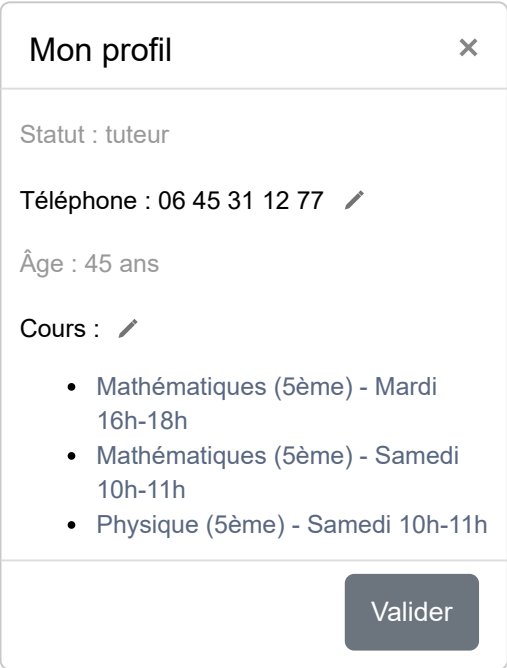 Mon profil ×
Statut : tuteur
Téléphone : 06 45 31 12 77
Âge : 45 ans
Cours :
• Mathématiques (5ème) - Mardi
16h-18h
• Mathématiques (5ème) - Samedi
10h-11h
• Physique (5ème) - Samedi 10h-11h
Valider